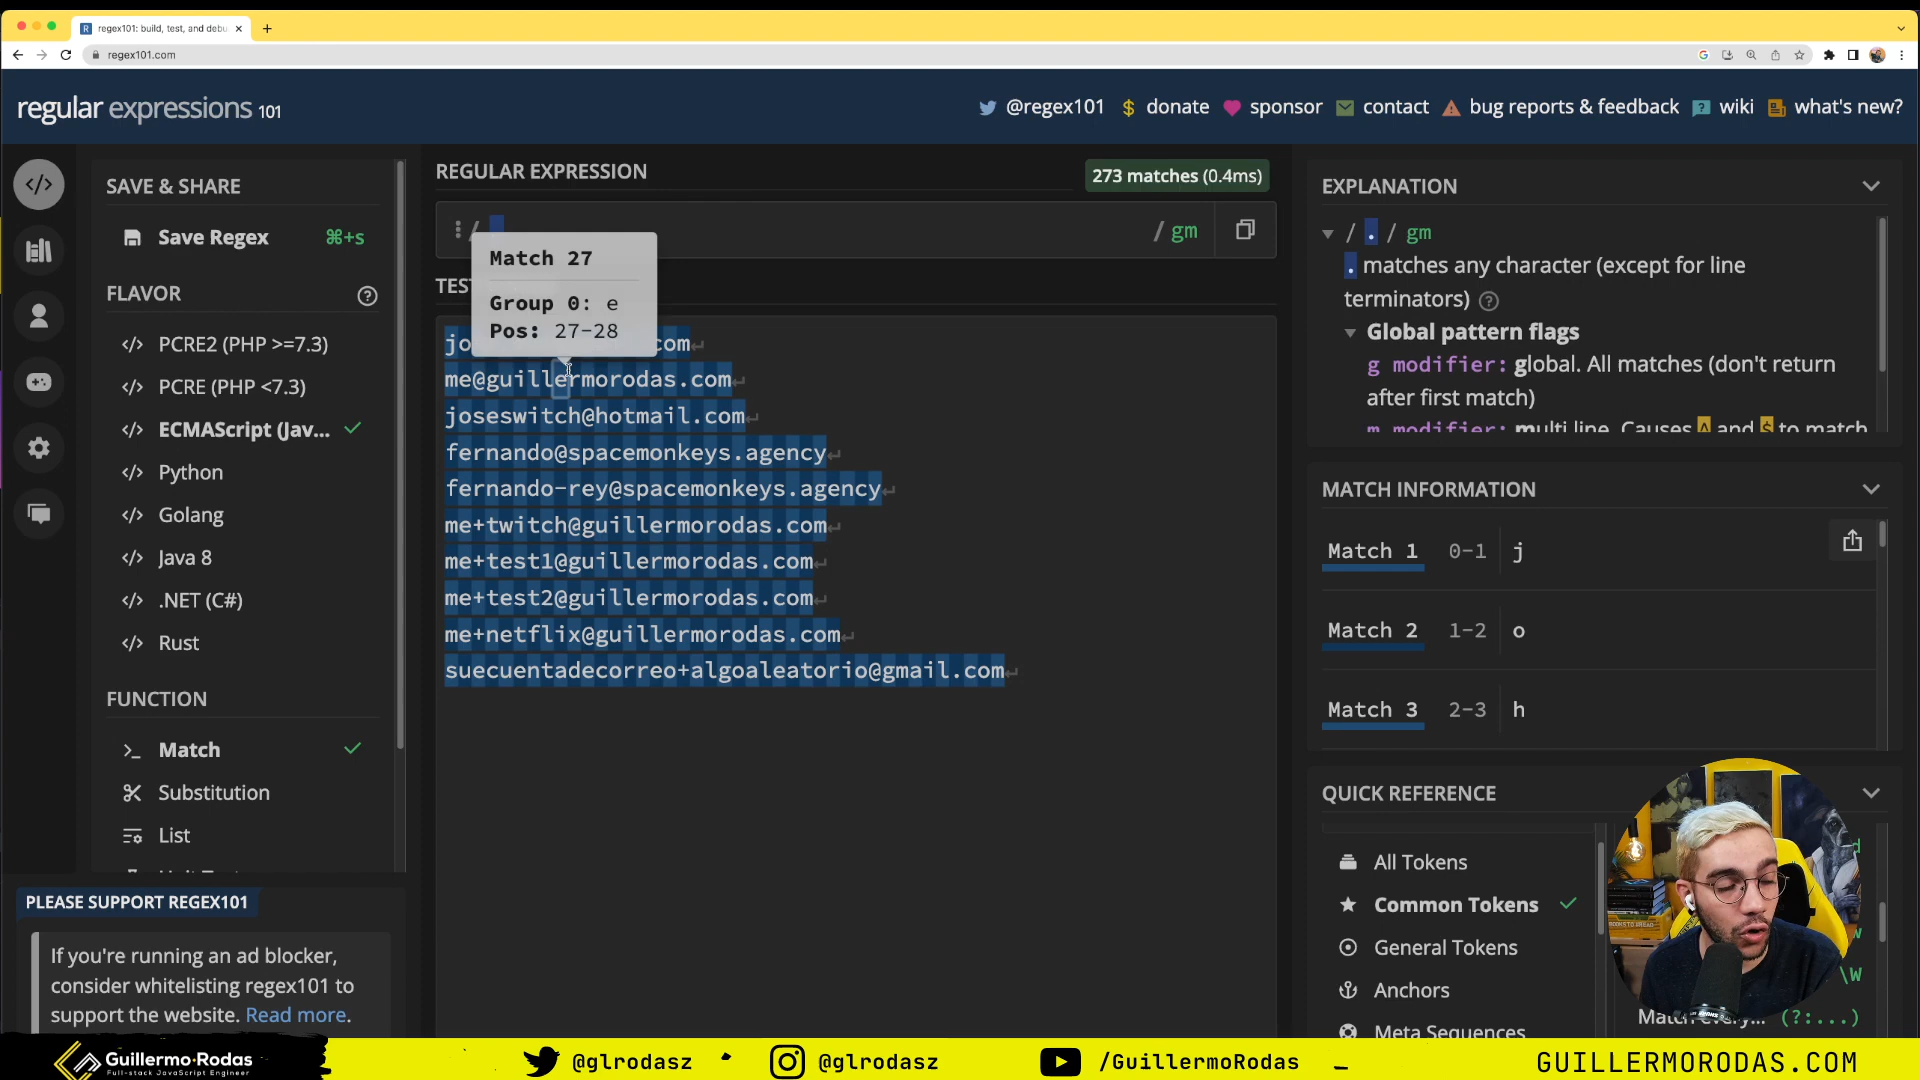 regex101: build, test, and debu
regex101.com
regular expressions 101
@regex101
donate
sponsor
contact
bug reports & feedback
wiki
what's new?
SAVE & SHARE
Save Regex
⌘+s
FLAVOR
PCRE2 (PHP >=7.3)
PCRE (PHP <7.3)
ECMAScript (Jav...
Python
Golang
Java 8
.NET (C#)
Rust
FUNCTION
Match
Substitution
List
PLEASE SUPPORT REGEX101
If you're running an ad blocker,
consider whitelisting regex101 to
support the website. Read more.
REGULAR EXPRESSION
273 matches (0.4ms)
/
/ gm
Match 27
Group 0: e
Pos: 27-28
me@guillermorodas.com
joseswitch@hotmail.com
fernando@spacemonkeys.agency
fernando-rey@spacemonkeys.agency
me+twitch@guillermorodas.com
me+test1@guillermorodas.com
me+test2@guillermorodas.com
me+netflix@guillermorodas.com
suecuentadecorreo+algoaleatorio@gmail.com
EXPLANATION
/ . / gm
. matches any character (except for line
terminators)
Global pattern flags
g modifier: global. All matches (don't return
after first match)
m modifier: multi line. Causes ^ and $ to match
MATCH INFORMATION
Match 1 0-1 j
Match 2 1-2 o
Match 3 2-3 h
QUICK REFERENCE
All Tokens
Common Tokens
General Tokens
Anchors
Meta Sequences
\W
(?:...)
Guillermo·Rodas
Full-stack JavaScript Engineer
@glrodasz
@glrodasz
/GuillermoRodas
GUILLERMORODAS.COM